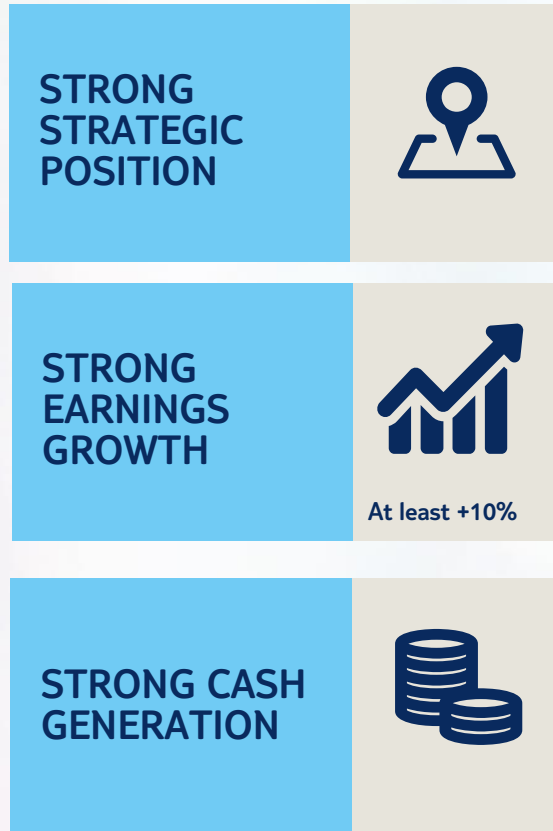 STRONG
STRATEGIC
POSITION
STRONG
EARNINGS
GROWTH
At least +10%
STRONG CASH
GENERATION